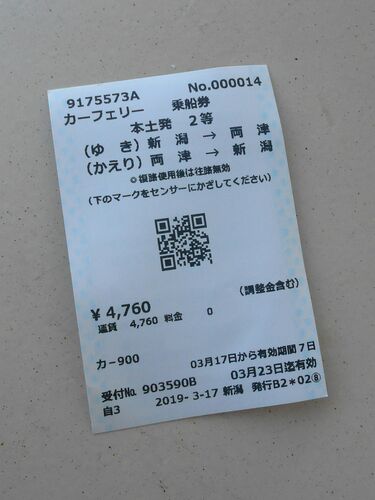 9175573A No.000014
カーフェリー 乗船券
本土発 2等
(ゆき)新潟 → 両津
(かえり)両津 → 新潟
◎復路使用後は往路無効
(下のマークをセンサーにかざしてください)
¥4,760 (調整金含む)
運賃 4,760 料金 0
カ-900 03月17日から有効期間7日
受付No. 903590B 03月23日迄有効
自3 2019- 3-17 新潟 発行B2*02⑧